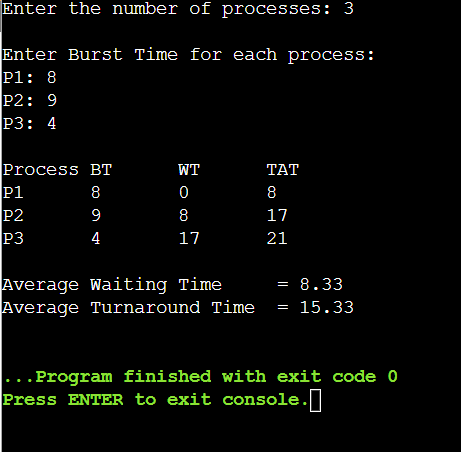 Enter the number of processes: 3
Enter Burst Time for each process:
P1: 8
P2: 9
P3: 4
Process BT WT TAT
P1 8 0 8
P2 9 8 17
P3 4 17 21
Average Waiting Time = 8.33
Average Turnaround Time = 15.33
...Program finished with exit code 0
Press ENTER to exit console.